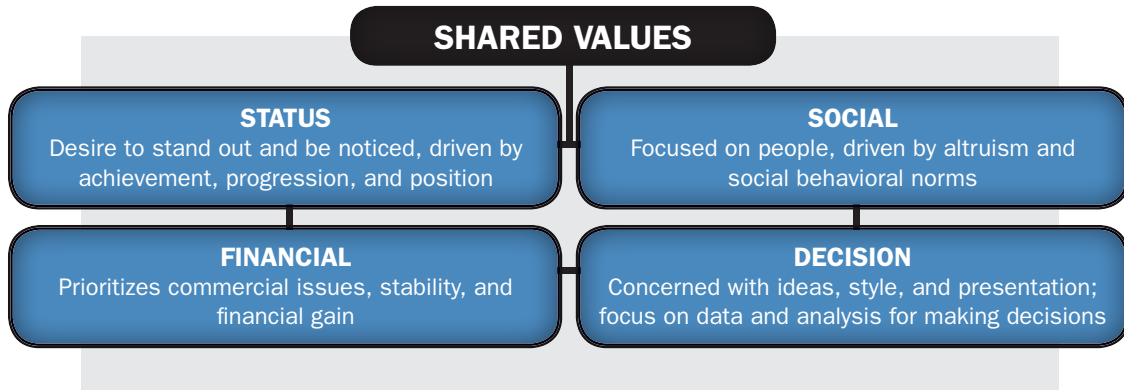 SHARED VALUES
STATUS
Desire to stand out and be noticed, driven by
achievement, progression, and position
SOCIAL
Focused on people, driven by altruism and
social behavioral norms
FINANCIAL
Prioritizes commercial issues, stability, and
financial gain
DECISION
Concerned with ideas, style, and presentation;
focus on data and analysis for making decisions